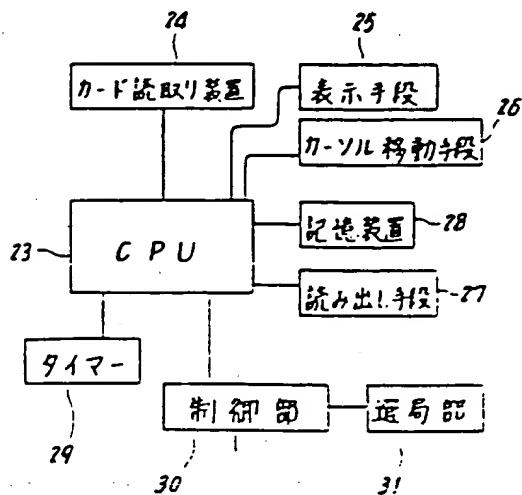 24
25
カード読取り装置
表示手段
26
カーソル移動手段
23
CPU
記憶装置
28
読み出し手段
27
タイマー
29
制御部
30
選局部
31